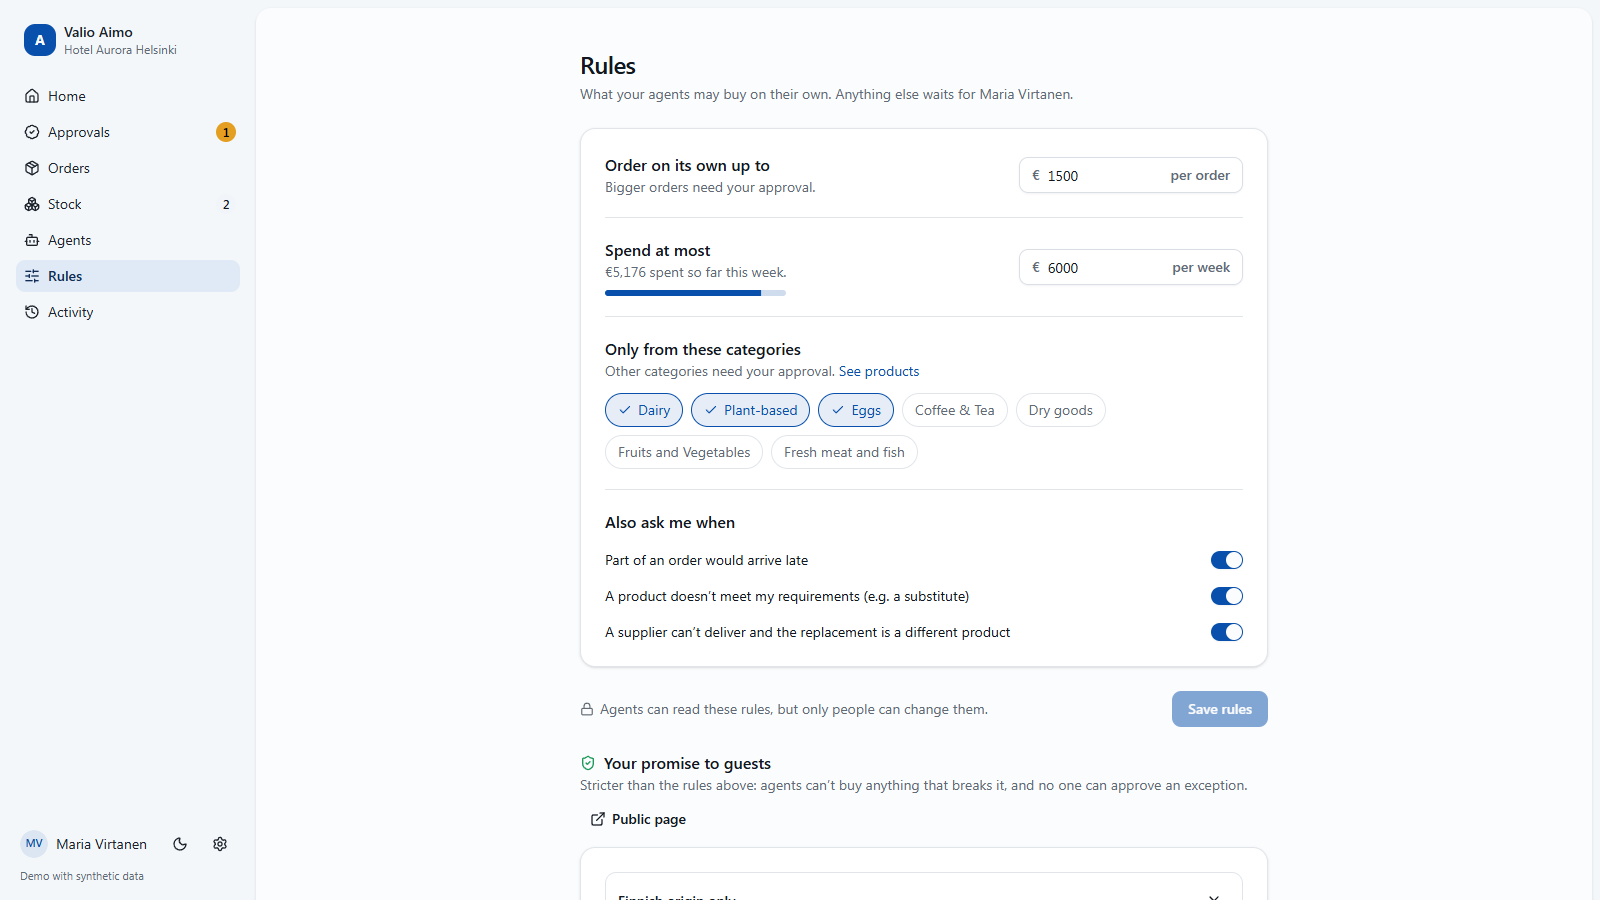 A
Valio Aimo
Hotel Aurora Helsinki
Home
Approvals
1
Orders
Stock
2
Agents
Rules
Activity
MV
Maria Virtanen
Demo with synthetic data
Rules
What your agents may buy on their own. Anything else waits for Maria Virtanen.
Order on its own up to
Bigger orders need your approval.
€ 1500 per order
Spend at most
€5,176 spent so far this week.
€ 6000 per week
Only from these categories
Other categories need your approval. See products
Dairy Plant-based Eggs Coffee & Tea Dry goods
Fruits and Vegetables Fresh meat and fish
Also ask me when
Part of an order would arrive late
A product doesn’t meet my requirements (e.g. a substitute)
A supplier can’t deliver and the replacement is a different product
Agents can read these rules, but only people can change them.
Save rules
Your promise to guests
Stricter than the rules above: agents can’t buy anything that breaks it, and no one can approve an exception.
Public page
Finnish origin only